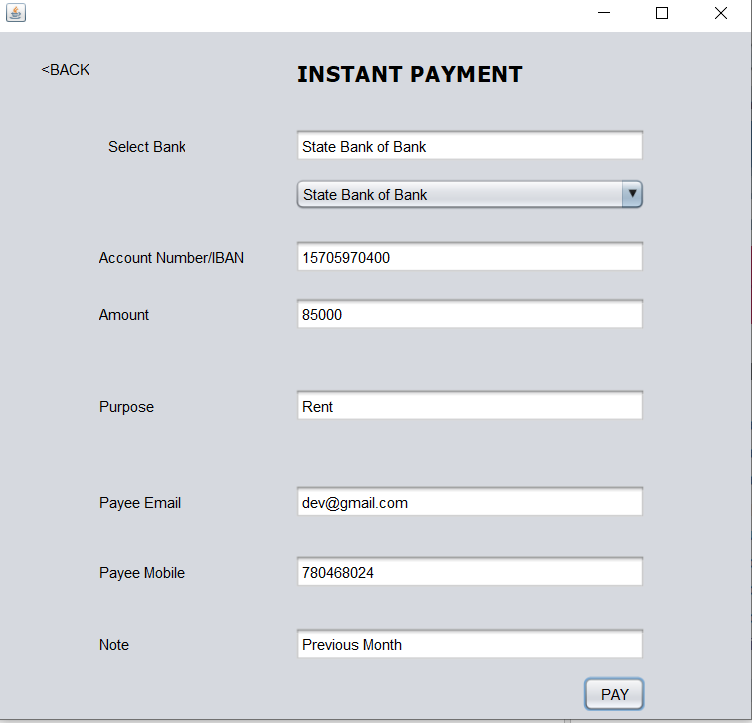 <BACK
INSTANT PAYMENT
Select Bank State Bank of Bank
State Bank of Bank
Account Number/IBAN 15705970400
Amount 85000
Purpose Rent
Payee Email dev@gmail.com
Payee Mobile 780468024
Note Previous Month
PAY